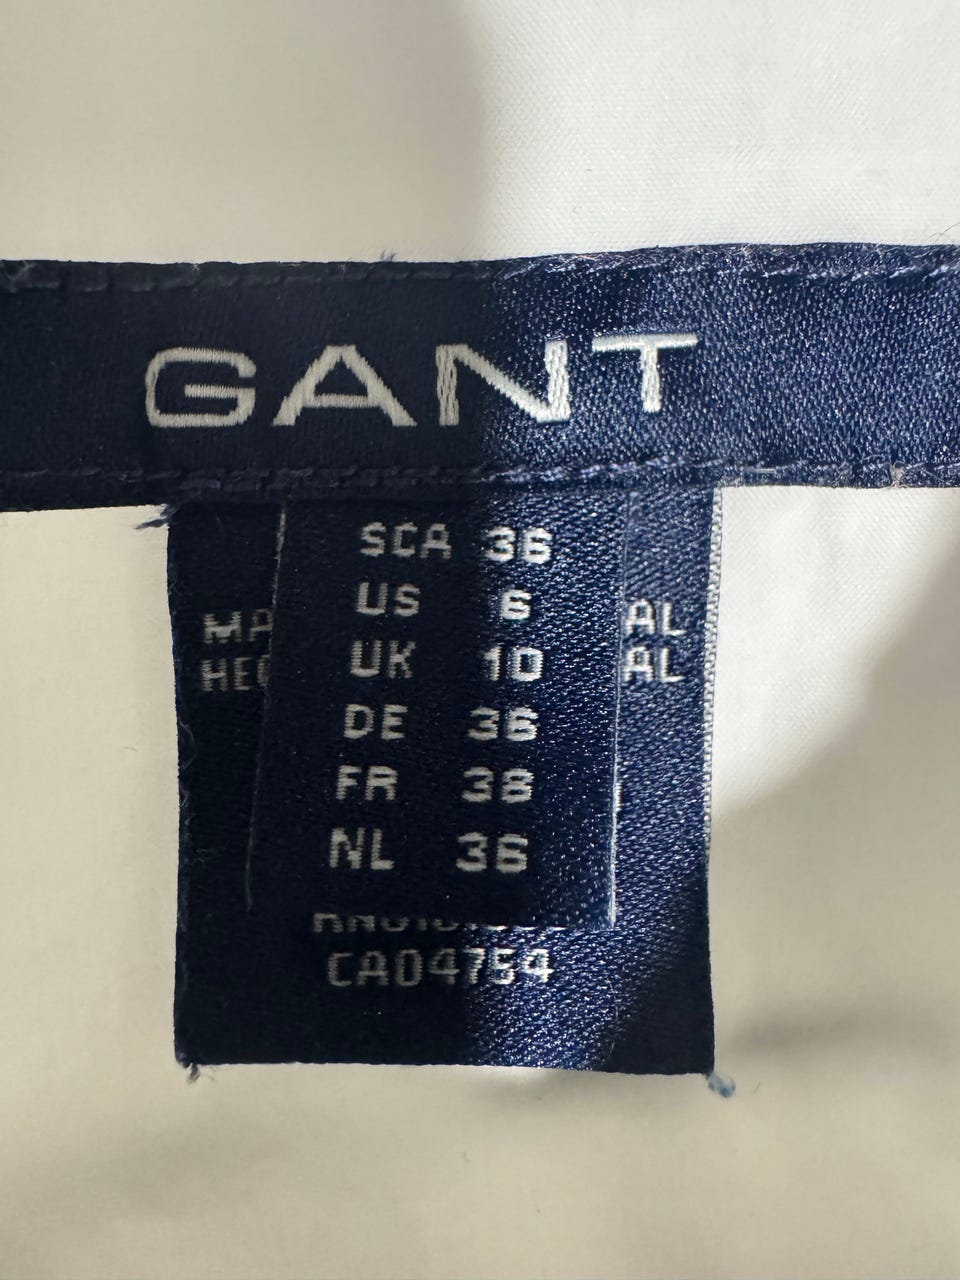 GANT
SCA 36
US 6
UK 10
DE 36
FR 38
NL 36
CA04754